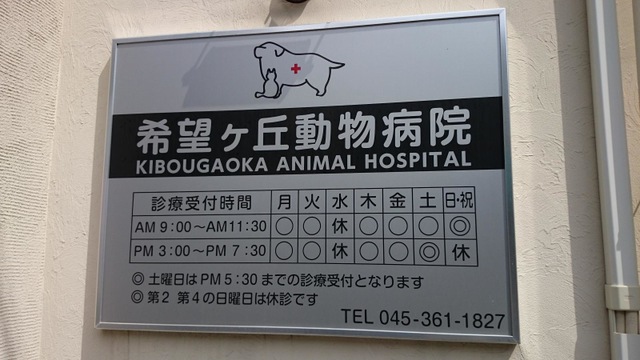 希望ヶ丘動物病院
KIBOUGAOKA ANIMAL HOSPITAL
診療受付時間 月 火 水 木 金 土 日・祝
AM 9:00〜AM11:30 ○ ○ 休 ○ ○ ○ ◎
PM 3:00〜PM 7:30 ○ ○ 休 ○ ○ ◎ 休
◎土曜日はPM5:30までの診療受付となります
◎第2 第4の日曜日は休診です
TEL 045-361-1827